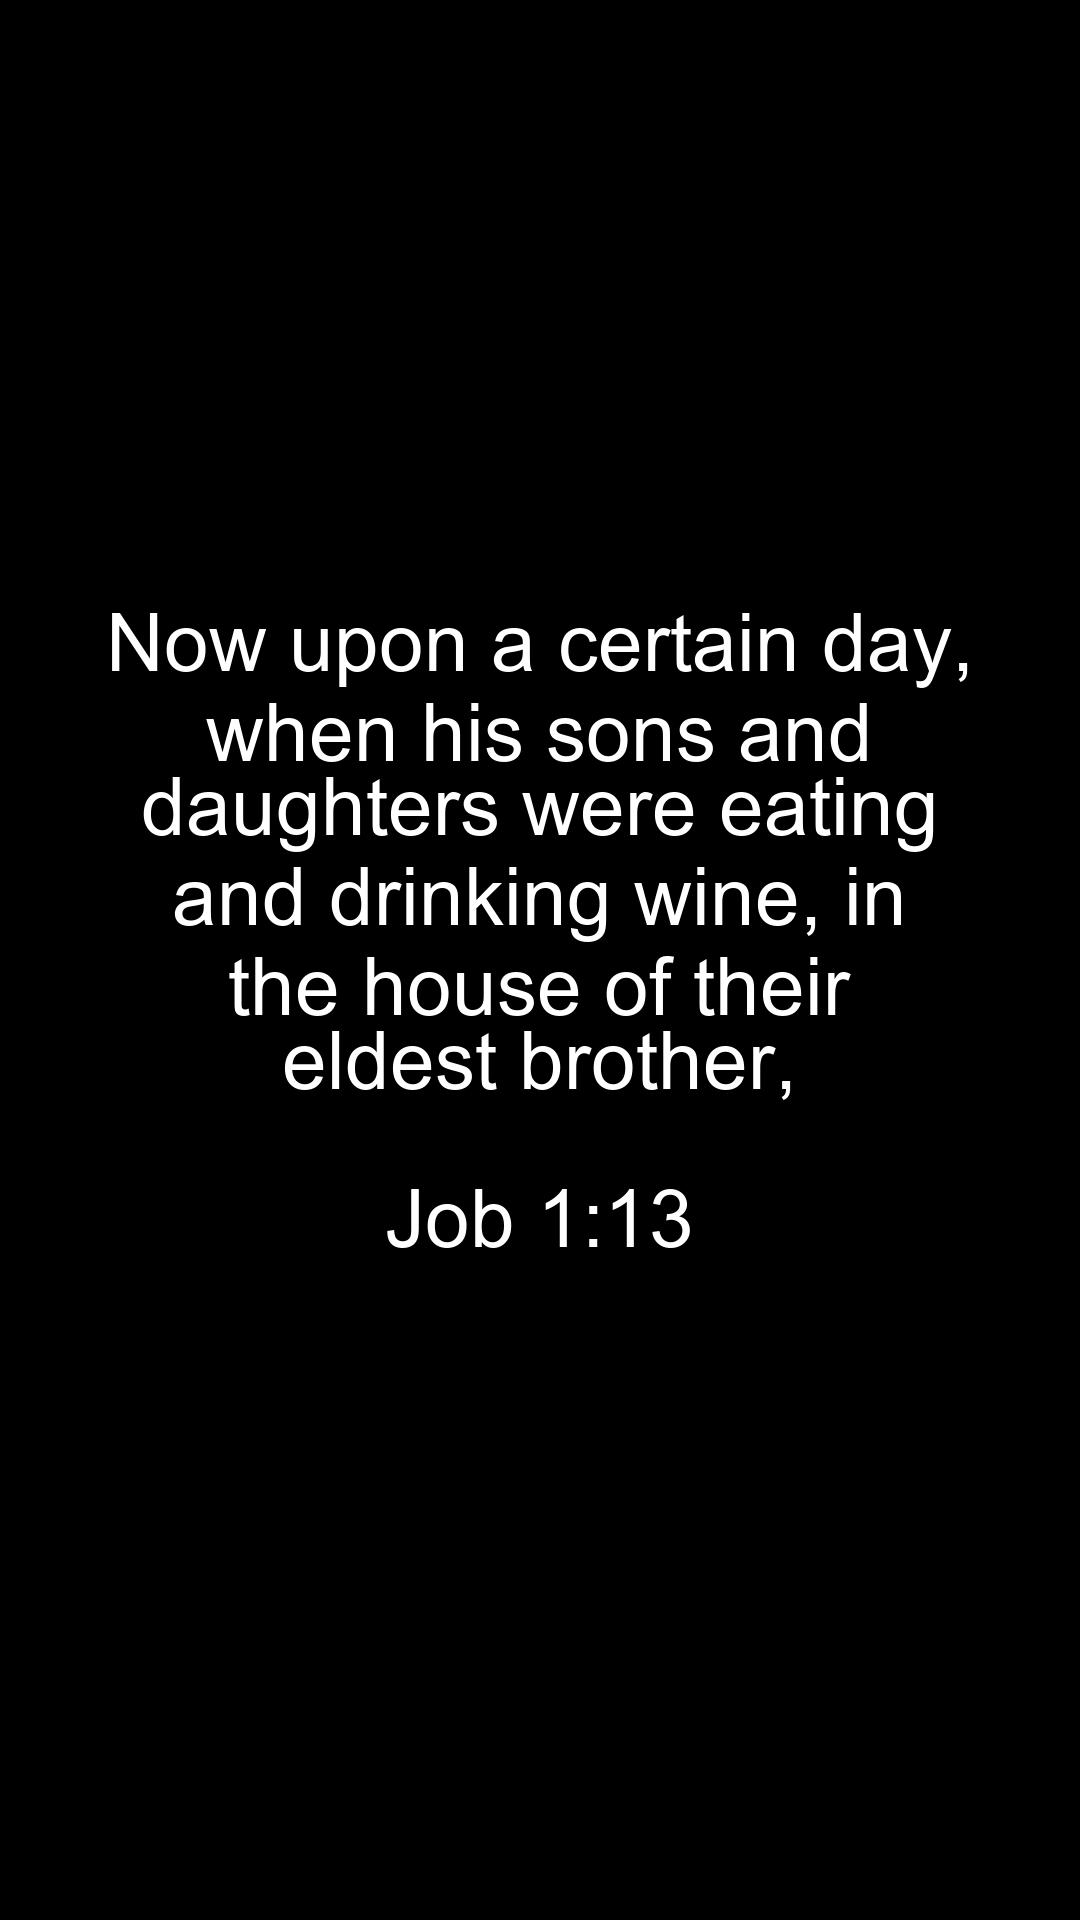 Now upon a certain day,
when his sons and
daughters were eating
and drinking wine, in
the house of their
eldest brother,
Job 1:13